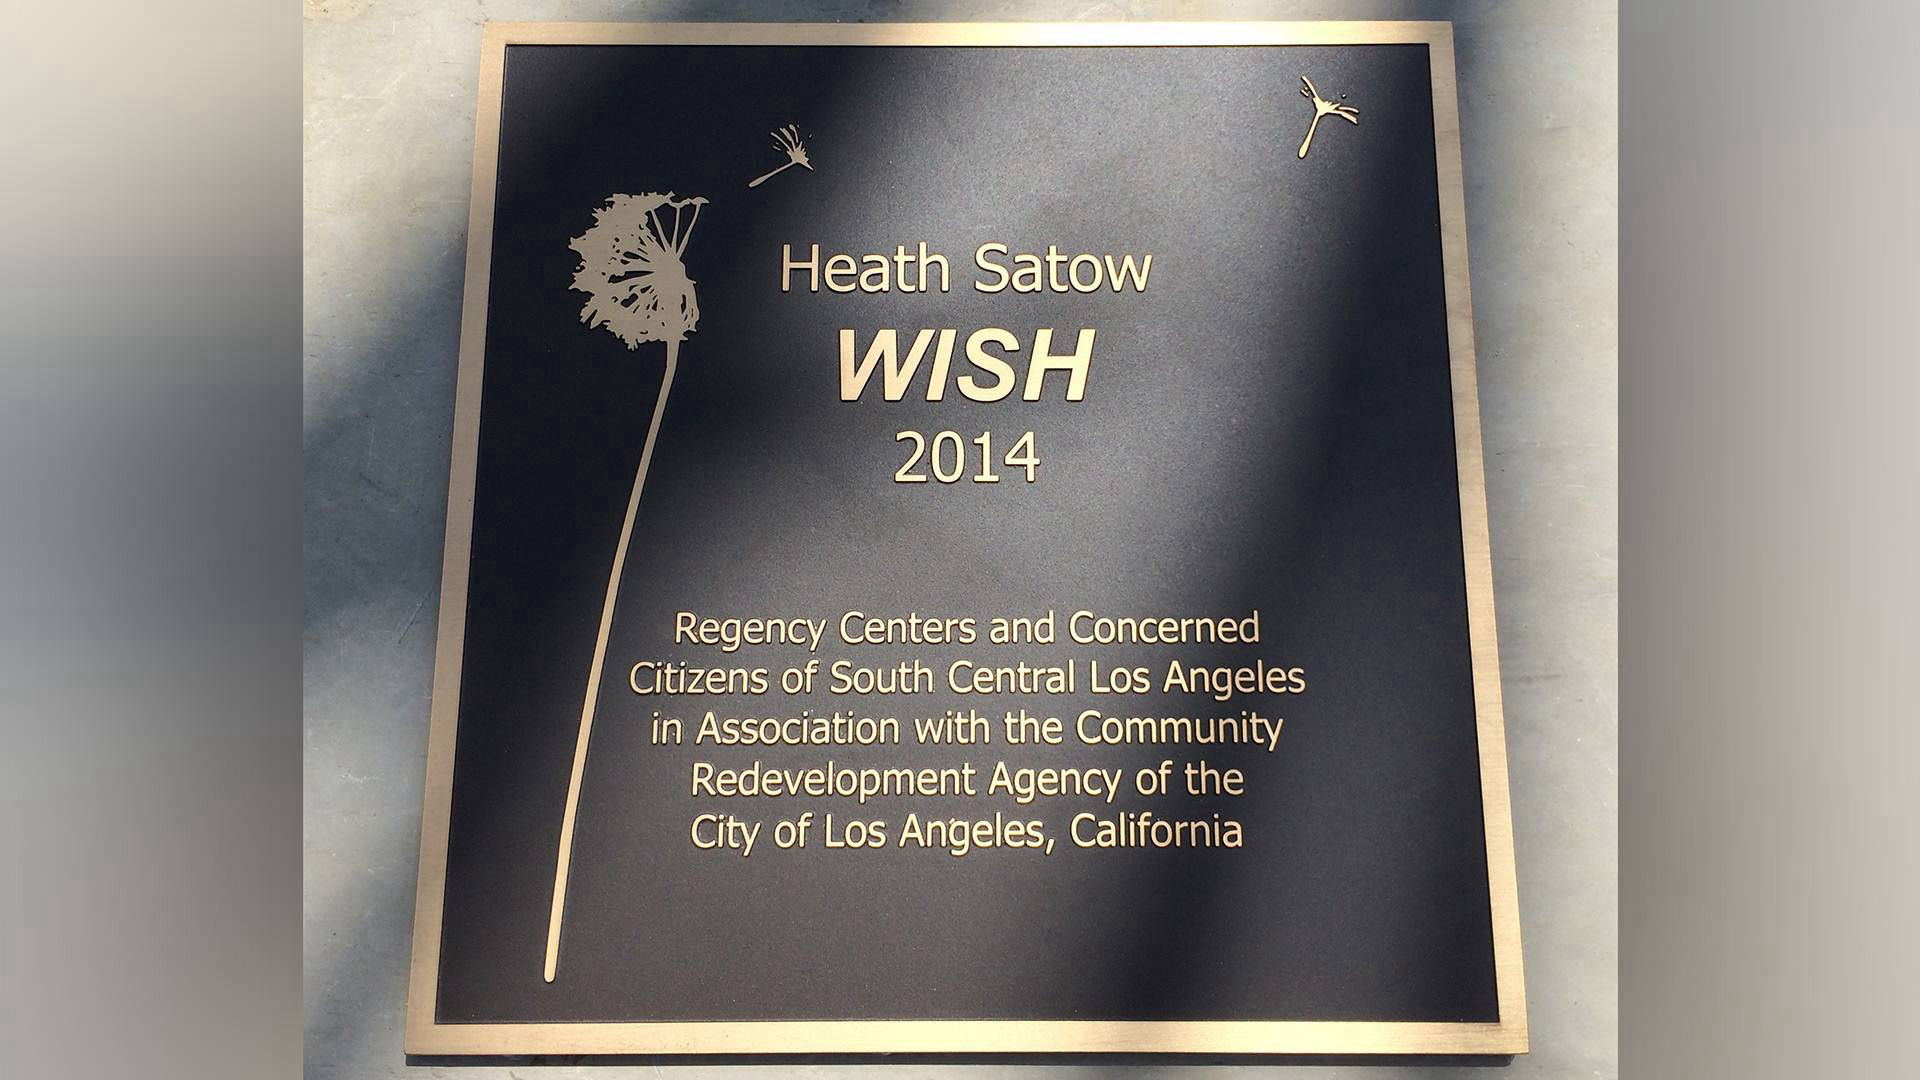 Heath Satow
WISH
2014
Regency Centers and Concerned
Citizens of South Central Los Angeles
in Association with the Community
Redevelopment Agency of the
City of Los Angeles, California